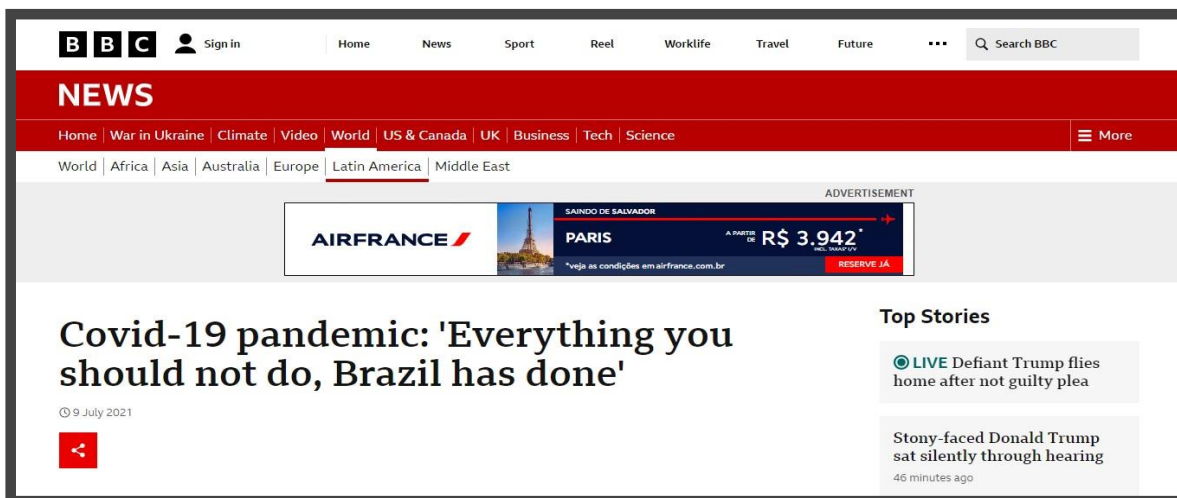 BBC Sign in Home News Sport Reel Worklife Travel Future ... Search BBC
NEWS
Home War in Ukraine Climate Video World US & Canada UK Business Tech Science More
World Africa Asia Australia Europe Latin America Middle East
ADVERTISEMENT
AIRFRANCE
SAINDO DE SALVADOR
PARIS
A PARTIR DE R$ 3.942*
INCL. TAXAS* I/V
*veja as condições em airfrance.com.br
RESERVE JÁ
Covid-19 pandemic: 'Everything you
should not do, Brazil has done'
9 July 2021
Top Stories
LIVE Defiant Trump flies
home after not guilty plea
Stony-faced Donald Trump
sat silently through hearing
46 minutes ago